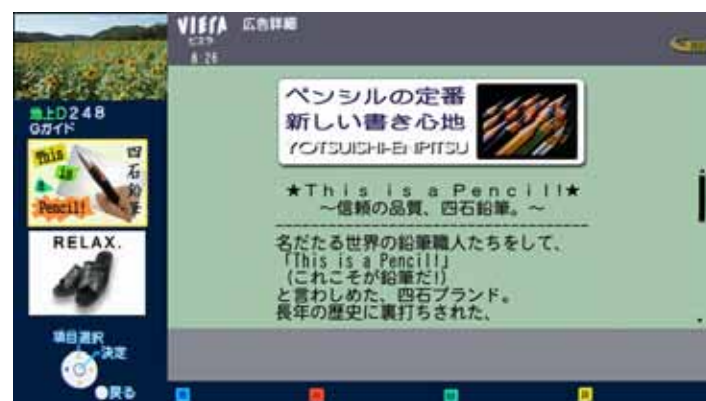 VIErA 広告詳細
ビエラ
8:26
地上D248
Gガイド
This is a Pencil!
四石鉛筆
RELAX.
項目選択
決定
戻る
ペンシルの定番
新しい書き心地
YOTSUISHI-ENPITSU
★This is a Pencil!★
～信頼の品質、四石鉛筆。～
名だたる世界の鉛筆職人たちをして、
「This is a Pencil!」
（これこそが鉛筆だ！）
と言わしめた、四石ブランド。
長年の歴史に裏打ちされた、